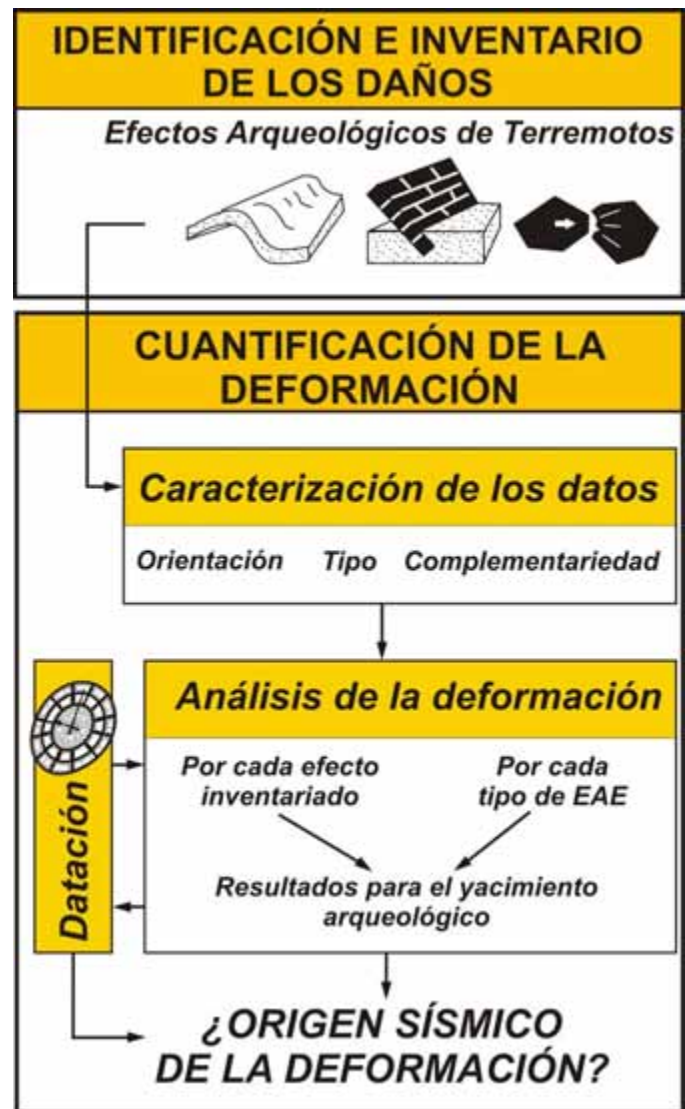 IDENTIFICACIÓN E INVENTARIO
DE LOS DAÑOS
Efectos Arqueológicos de Terremotos
CUANTIFICACIÓN DE LA
DEFORMACIÓN
Caracterización de los datos
Orientación Tipo Complementariedad
Datación
Análisis de la deformación
Por cada efecto
inventariado
Por cada
tipo de EAE
Resultados para el yacimiento
arqueológico
¿ORIGEN SÍSMICO
DE LA DEFORMACIÓN?